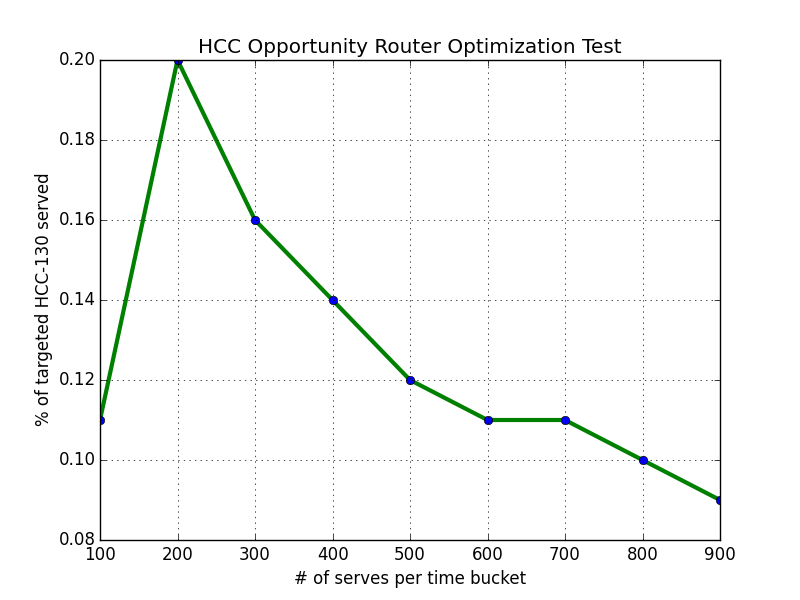 HCC Opportunity Router Optimization Test
% of targeted HCC-130 served
0.20
0.18
0.16
0.14
0.12
0.10
0.08
100 200 300 400 500 600 700 800 900
# of serves per time bucket